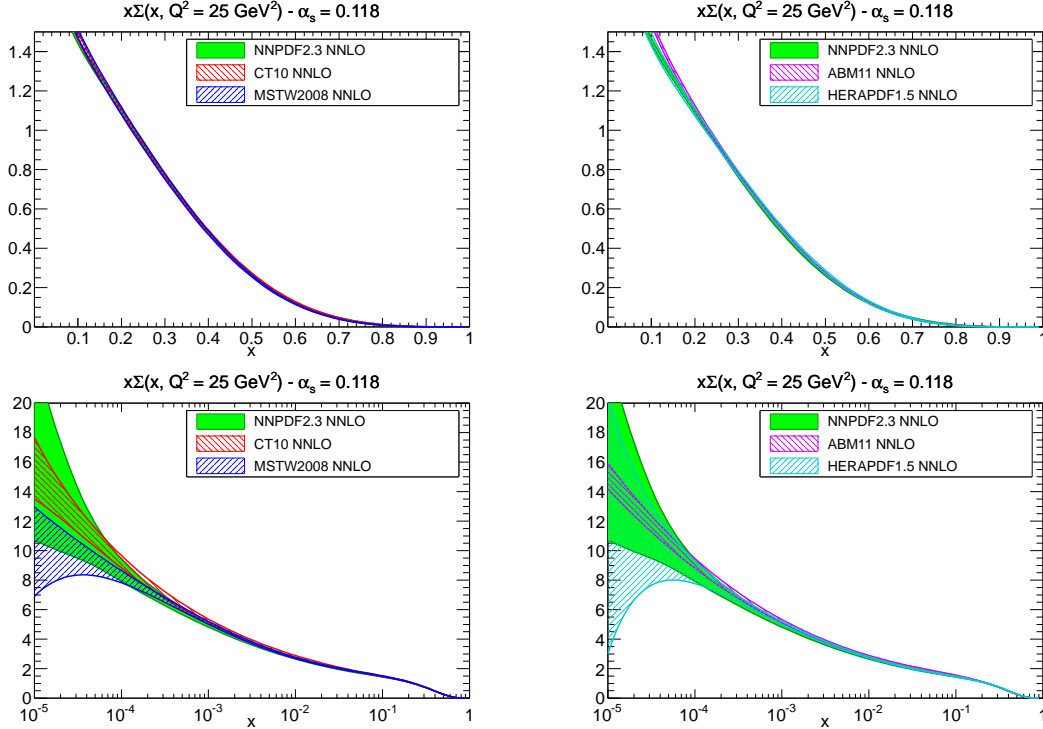 xΣ(x, Q² = 25 GeV²) - αₛ = 0.118
1.4
1.2
1
0.8
0.6
0.4
0.2
0
NNPDF2.3 NNLO
CT10 NNLO
MSTW2008 NNLO
0.1 0.2 0.3 0.4 0.5 0.6 0.7 0.8 0.9 1
x
xΣ(x, Q² = 25 GeV²) - αₛ = 0.118
1.4
1.2
1
0.8
0.6
0.4
0.2
0
NNPDF2.3 NNLO
ABM11 NNLO
HERAPDF1.5 NNLO
0.1 0.2 0.3 0.4 0.5 0.6 0.7 0.8 0.9 1
x
xΣ(x, Q² = 25 GeV²) - αₛ = 0.118
20
18
16
14
12
10
8
6
4
2
0
NNPDF2.3 NNLO
CT10 NNLO
MSTW2008 NNLO
10⁻⁵ 10⁻⁴ 10⁻³ 10⁻² 10⁻¹ 1
x
xΣ(x, Q² = 25 GeV²) - αₛ = 0.118
20
18
16
14
12
10
8
6
4
2
0
NNPDF2.3 NNLO
ABM11 NNLO
HERAPDF1.5 NNLO
10⁻⁵ 10⁻⁴ 10⁻³ 10⁻² 10⁻¹ 1
x